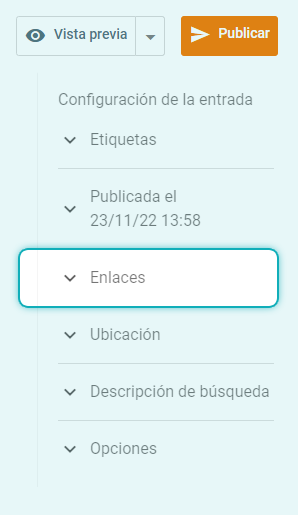 Vista previa
Publicar
Configuración de la entrada
Etiquetas
Publicada el
23/11/22 13:58
Enlaces
Ubicación
Descripción de búsqueda
Opciones